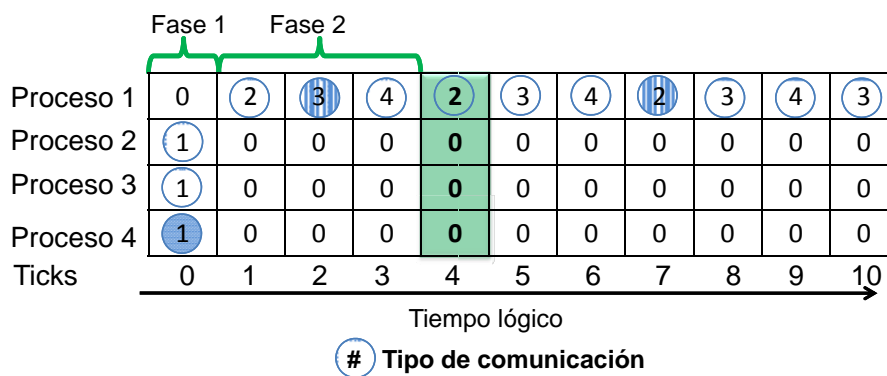 Fase 1 Fase 2
Proceso 1 0 2 3 4 2 3 4 2 3 4 3
Proceso 2 1 0 0 0 0 0 0 0 0 0 0
Proceso 3 1 0 0 0 0 0 0 0 0 0 0
Proceso 4 1 0 0 0 0 0 0 0 0 0 0
Ticks 0 1 2 3 4 5 6 7 8 9 10
Tiempo lógico
# Tipo de comunicación